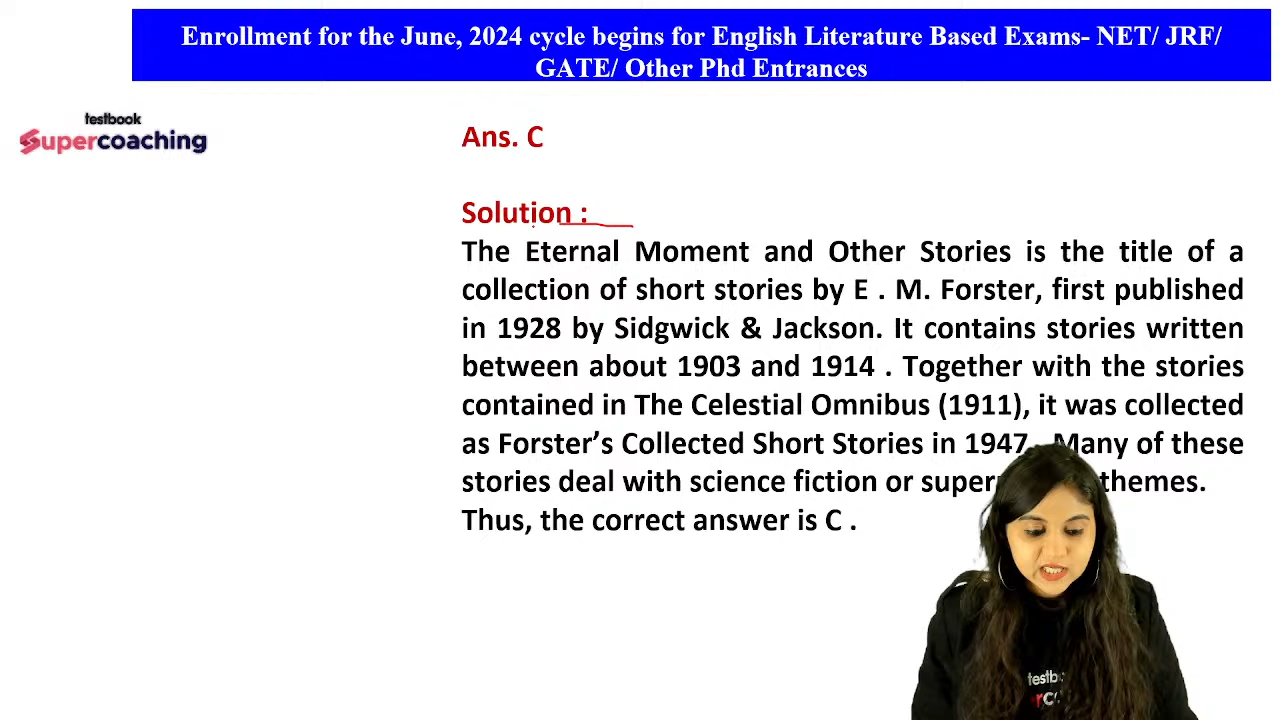 Enrollment for the June, 2024 cycle begins for English Literature Based Exams- NET/ JRF/
GATE/ Other Phd Entrances
testbook
Supercoaching
Ans. C
Solution :
The Eternal Moment and Other Stories is the title of a
collection of short stories by E . M. Forster, first published
in 1928 by Sidgwick & Jackson. It contains stories written
between about 1903 and 1914 . Together with the stories
contained in The Celestial Omnibus (1911), it was collected
as Forster’s Collected Short Stories in 1947 . Many of these
stories deal with science fiction or themes.
Thus, the correct answer is C .